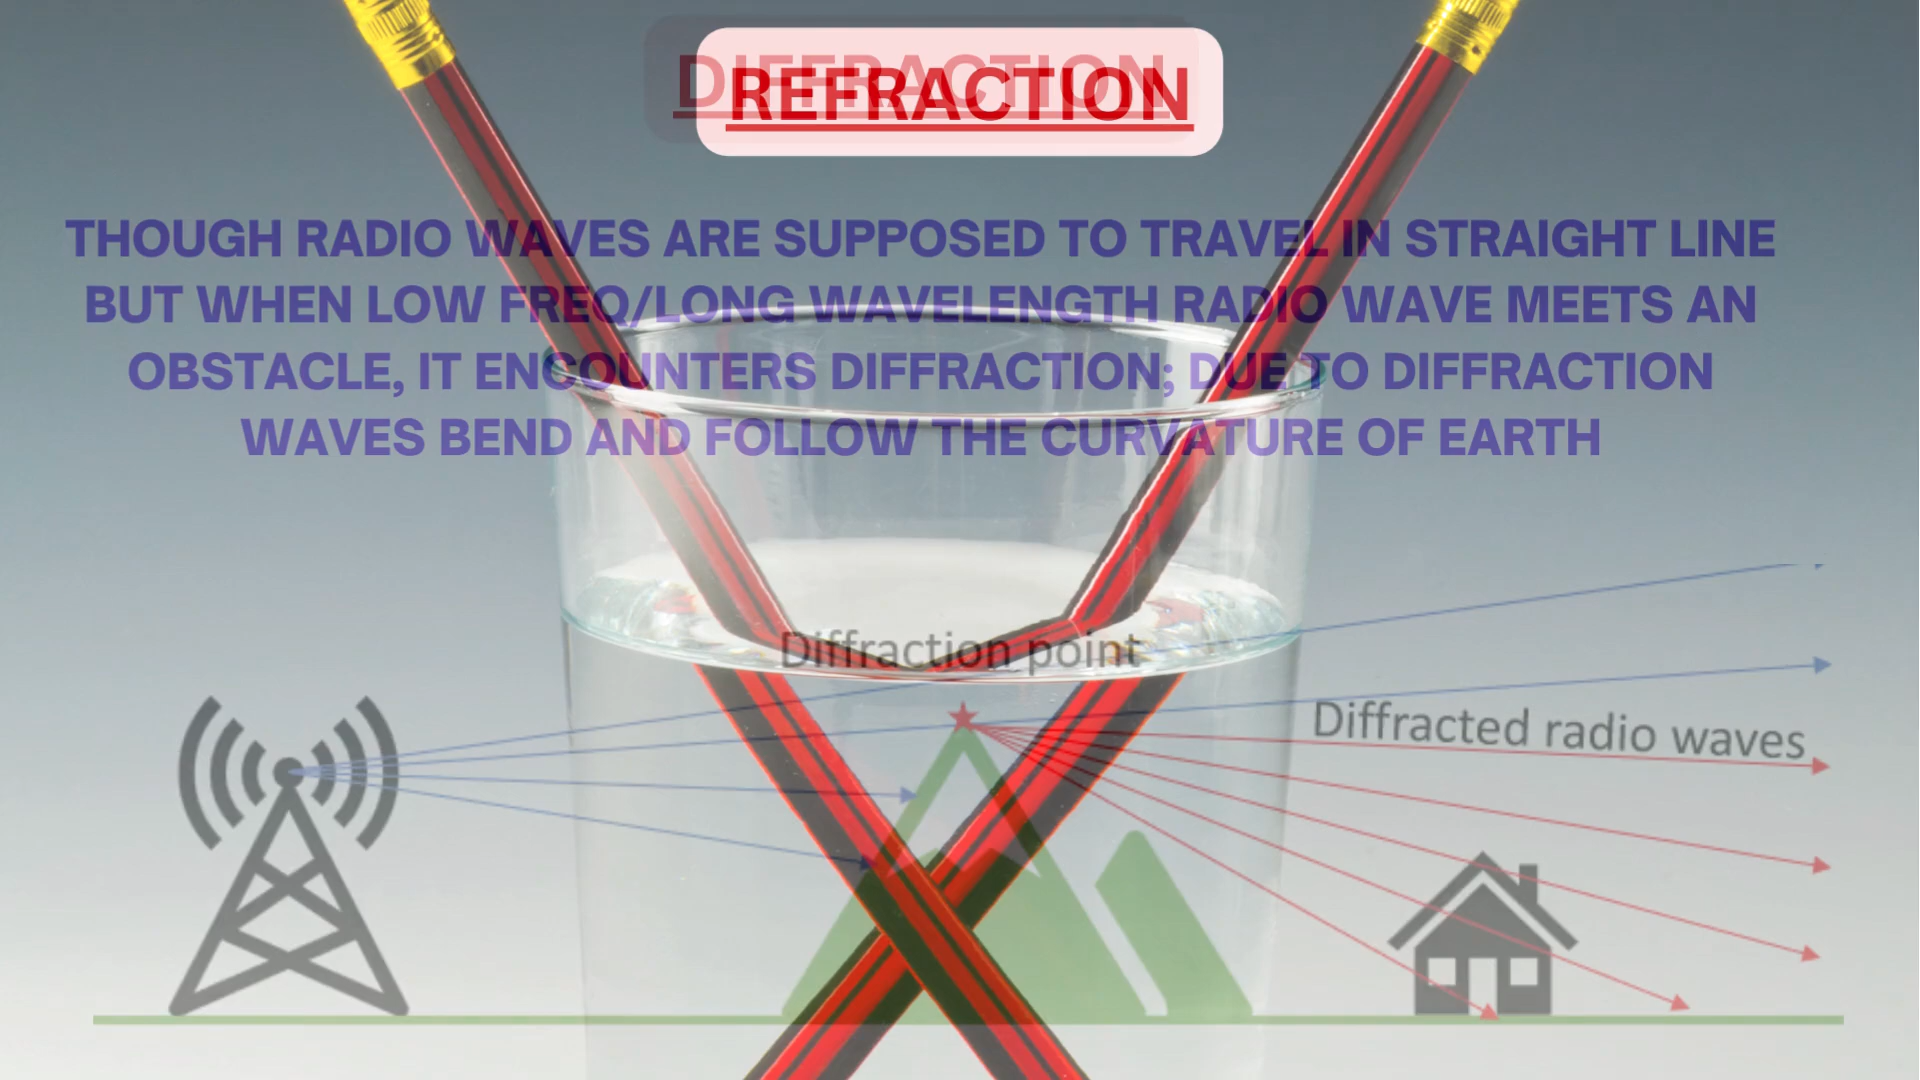 DIFFRACTION
REFRACTION
THOUGH RADIO WAVES ARE SUPPOSED TO TRAVEL IN STRAIGHT LINE
BUT WHEN LOW FREQ/LONG WAVELENGTH RADIO WAVE MEETS AN
OBSTACLE, IT ENCOUNTERS DIFFRACTION; DUE TO DIFFRACTION
WAVES BEND AND FOLLOW THE CURVATURE OF EARTH
Diffraction point
Diffracted radio waves